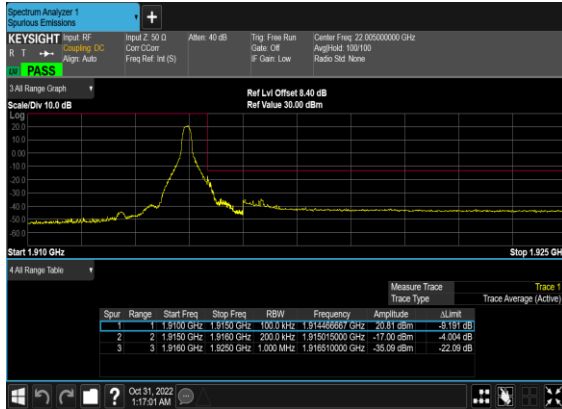 Spectrum Analyzer 1
Spurious Emissions
KEYSIGHT Input: RF Input Z: 50 Ω Atten: 40 dB Trig: Free Run Center Freq: 22.005000000 GHz
R T Coupling: DC Corr CCorr Gate: Off Avg|Hold: 100/100
Align: Auto Freq Ref: Int (S) IF Gain: Low Radio Std: None
PASS
3 All Range Graph
Ref Lvl Offset 8.40 dB
Scale/Div 10.0 dB Ref Value 30.00 dBm
Log
20.0
10.0
0.00
-10.0
-20.0
-30.0
-40.0
-50.0
-60.0
Start 1.910 GHz Stop 1.925 GH
4 All Range Table
Measure Trace Trace 1
Trace Type Trace Average (Active)
Spur Range Start Freq Stop Freq RBW Frequency Amplitude ΔLimit
1 1 1.9100 GHz 1.9150 GHz 100.0 kHz 1.914466667 GHz 20.81 dBm -9.191 dB
2 2 1.9150 GHz 1.9160 GHz 200.0 kHz 1.915015000 GHz -17.00 dBm -4.004 dB
3 3 1.9160 GHz 1.9250 GHz 1.000 MHz 1.916510000 GHz -35.09 dBm -22.09 dB
? Oct 31, 2022
1:17:01 AM